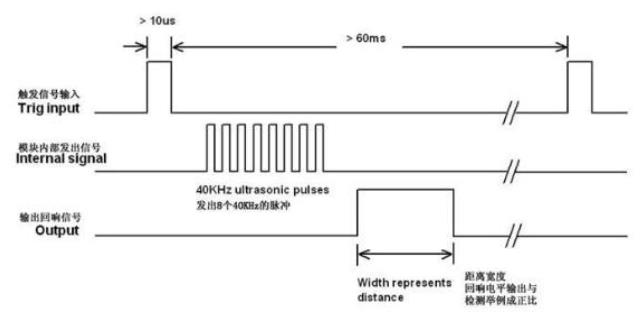 > 10us
> 60ms
触发信号输入
Trig input
模块内部发出信号
Internal signal
40KHz ultrasonic pulses
发出8个40KHz的脉冲
输出回响信号
Output
Width represents
distance
距离宽度
回响电平输出与
检测举例成正比